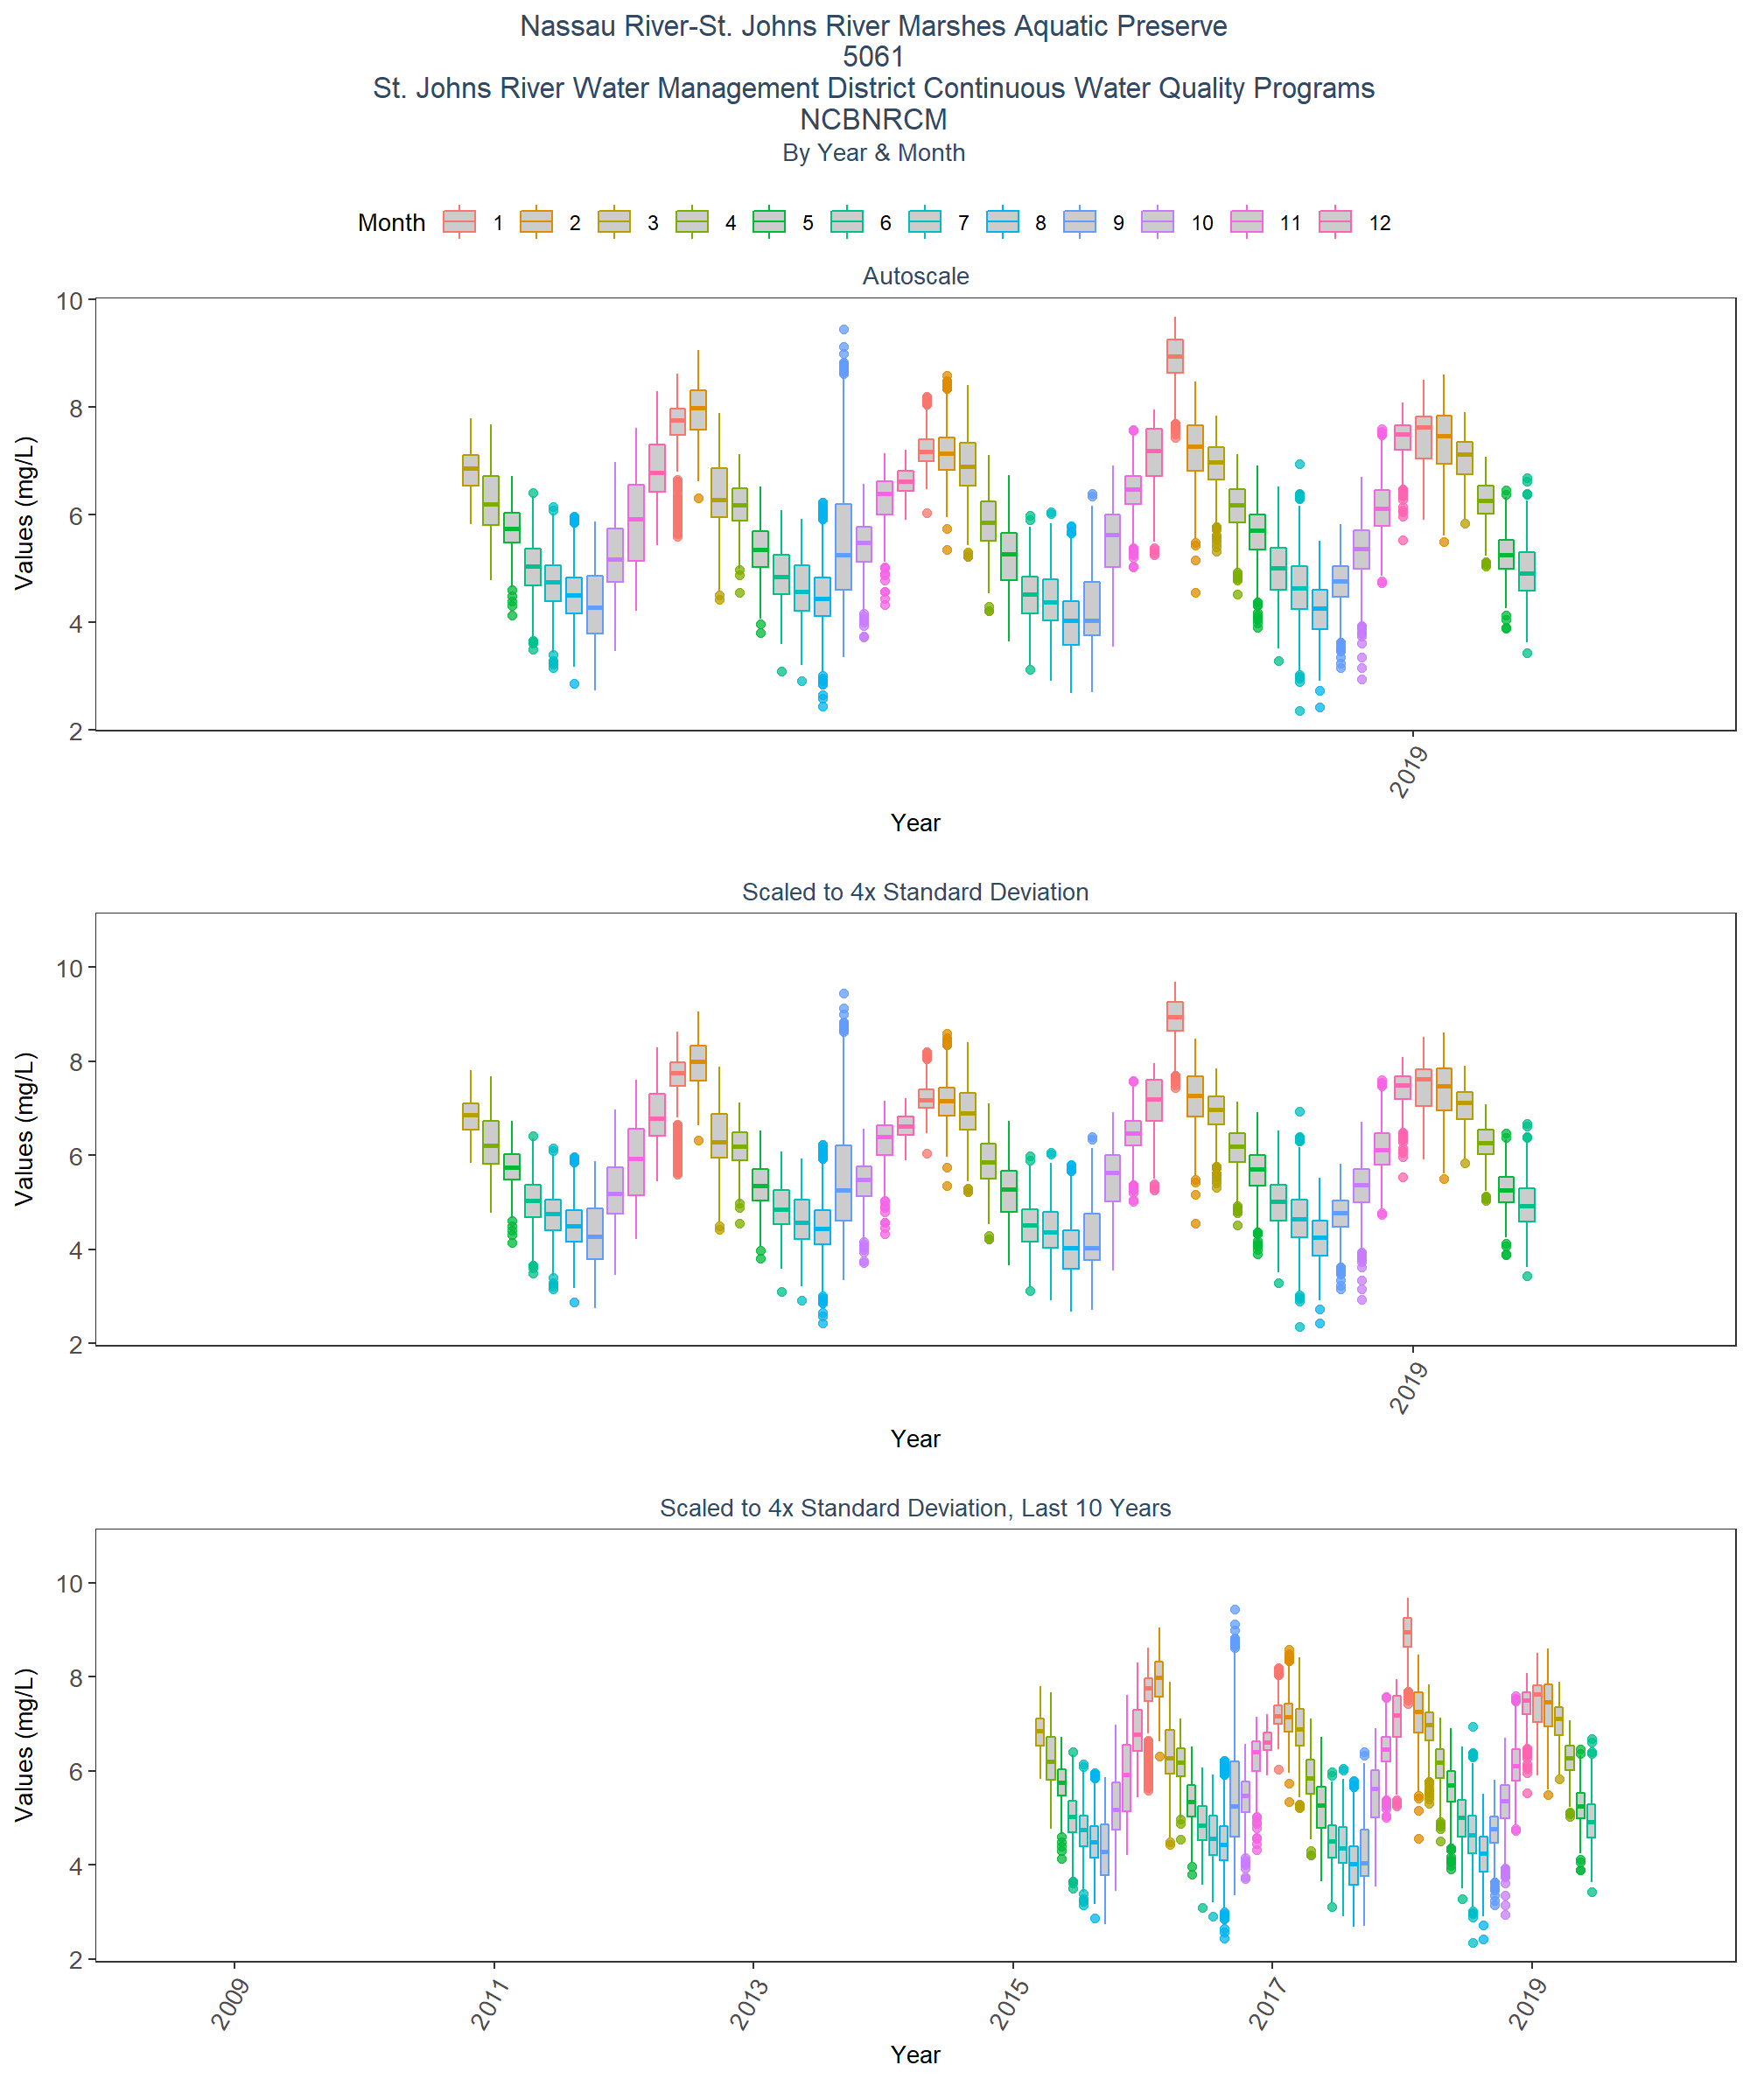 Nassau River-St. Johns River Marshes Aquatic Preserve
5061
St. Johns River Water Management District Continuous Water Quality Programs
NCBNRCM
By Year & Month
Month 1 2 3 4 5 6 7 8 9 10 11 12
Autoscale
10
8
6
4
2
Values (mg/L)
2019
Year
Scaled to 4x Standard Deviation
10
8
6
4
2
Values (mg/L)
2019
Year
Scaled to 4x Standard Deviation, Last 10 Years
10
8
6
4
2
Values (mg/L)
2009 2011 2013 2015 2017 2019
Year